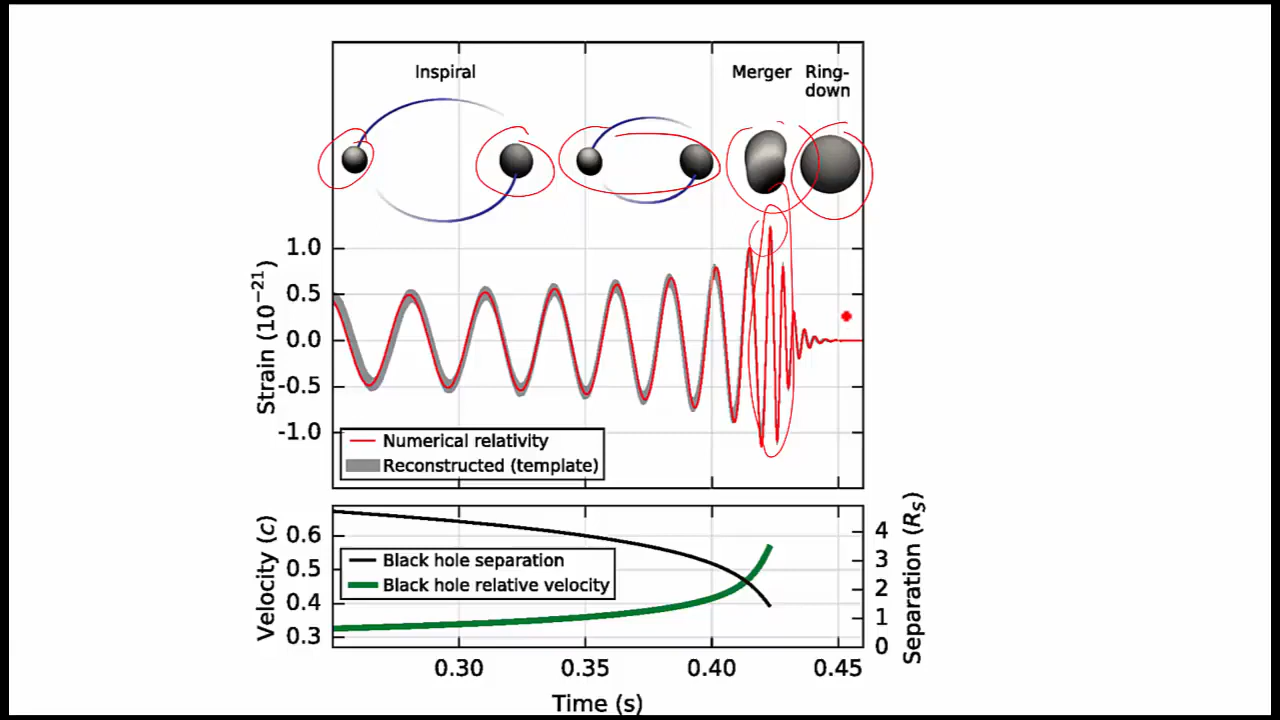 Inspiral
Merger
Ring-
down
Strain (10⁻²¹)
1.0
0.5
0.0
-0.5
-1.0
Numerical relativity
Reconstructed (template)
Velocity (c)
0.6
0.5
0.4
0.3
Black hole separation
Black hole relative velocity
Separation (R_S)
4
3
2
1
0
0.30 0.35 0.40 0.45
Time (s)